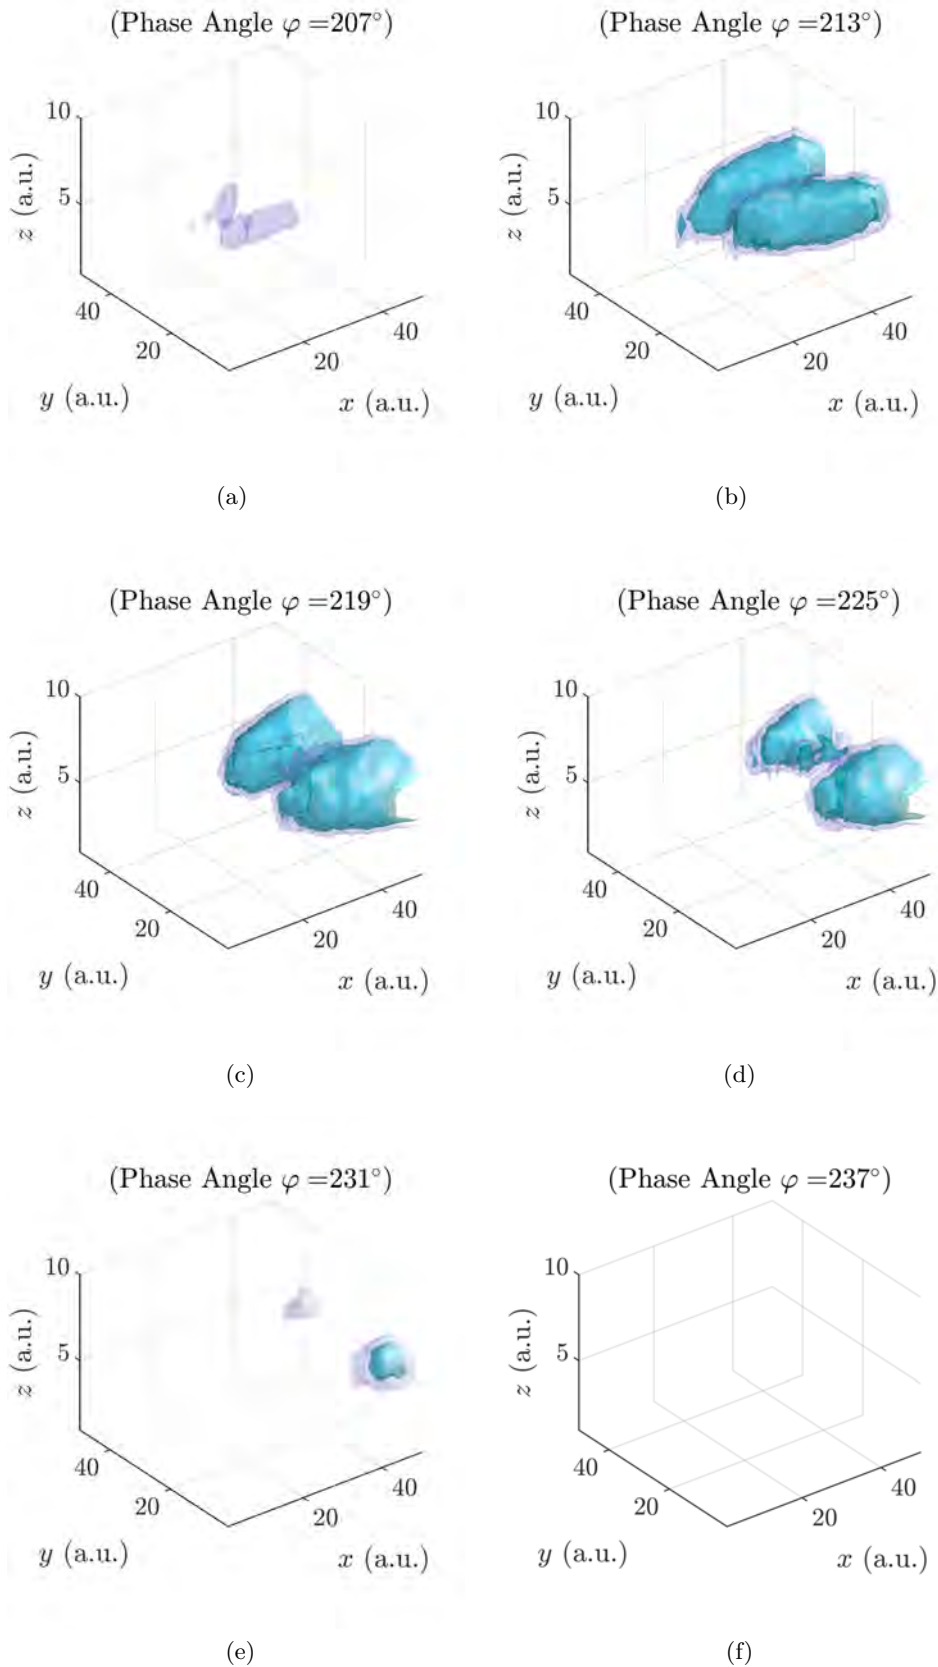 (Phase Angle φ =207°)
10
5
z (a.u.)
40
20
y (a.u.)
40
20
x (a.u.)
(a)
(Phase Angle φ =213°)
10
5
z (a.u.)
40
20
y (a.u.)
40
20
x (a.u.)
(b)
(Phase Angle φ =219°)
10
5
z (a.u.)
40
20
y (a.u.)
40
20
x (a.u.)
(c)
(Phase Angle φ =225°)
10
5
z (a.u.)
40
20
y (a.u.)
40
20
x (a.u.)
(d)
(Phase Angle φ =231°)
10
5
z (a.u.)
40
20
y (a.u.)
40
20
x (a.u.)
(e)
(Phase Angle φ =237°)
10
5
z (a.u.)
40
20
y (a.u.)
40
20
x (a.u.)
(f)